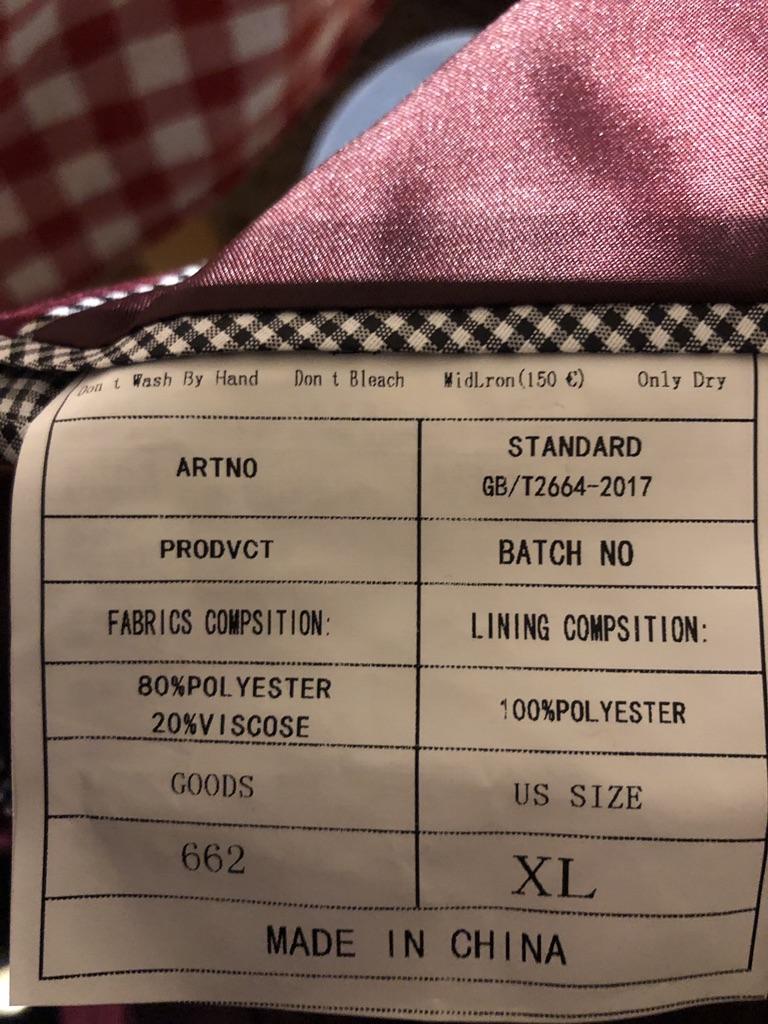 Don t Wash By Hand Don t Bleach MidLron(150 €) Only Dry
ARTNO
STANDARD
GB/T2664-2017
PRODVCT
BATCH NO
FABRICS COMPSITION:
LINING COMPSITION:
80%POLYESTER
20%VISCOSE
100%POLYESTER
GOODS
US SIZE
662
XL
MADE IN CHINA